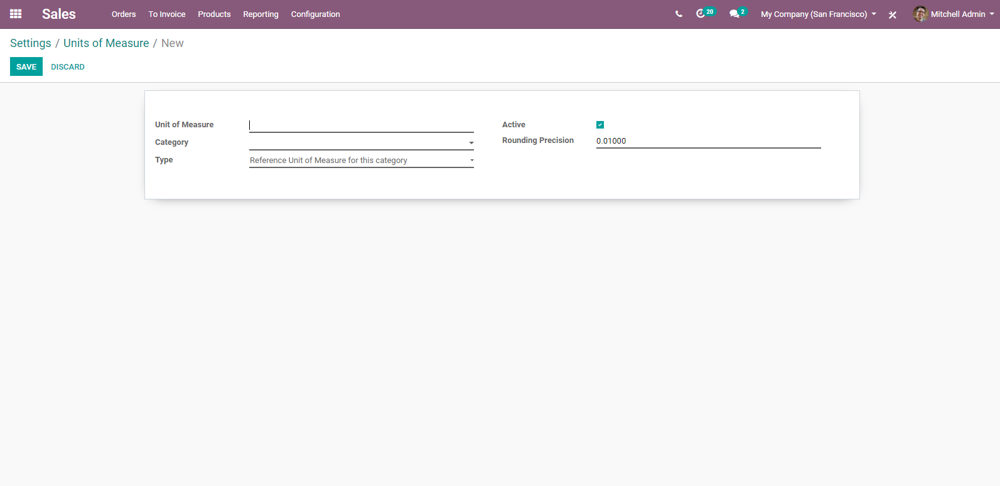 Sales Orders To Invoice Products Reporting Configuration 20 2 My Company (San Francisco) Mitchell Admin
Settings / Units of Measure / New
SAVE DISCARD
Unit of Measure Active
Category Rounding Precision 0.01000
Type Reference Unit of Measure for this category